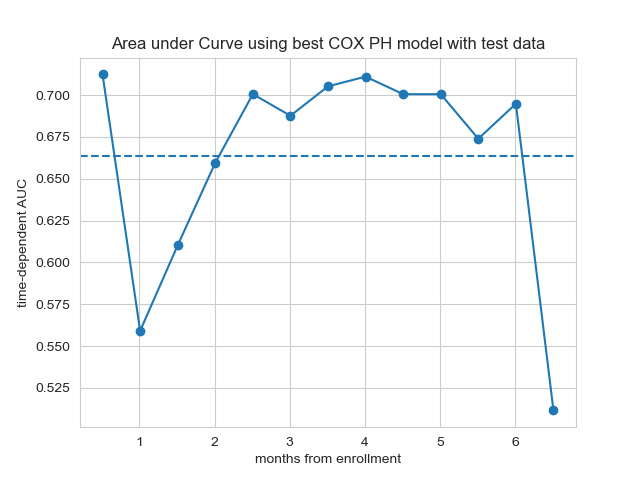 Area under Curve using best COX PH model with test data
time-dependent AUC
0.700
0.675
0.650
0.625
0.600
0.575
0.550
0.525
1 2 3 4 5 6
months from enrollment